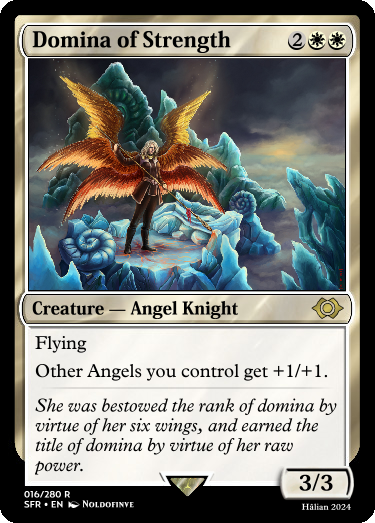 Domina of Strength 2
Creature — Angel Knight
Flying
Other Angels you control get +1/+1.
She was bestowed the rank of domina by
virtue of her six wings, and earned the
title of domina by virtue of her raw
power.
3/3
016/280 R
SFR • EN Noldofinve
Hâlian 2024